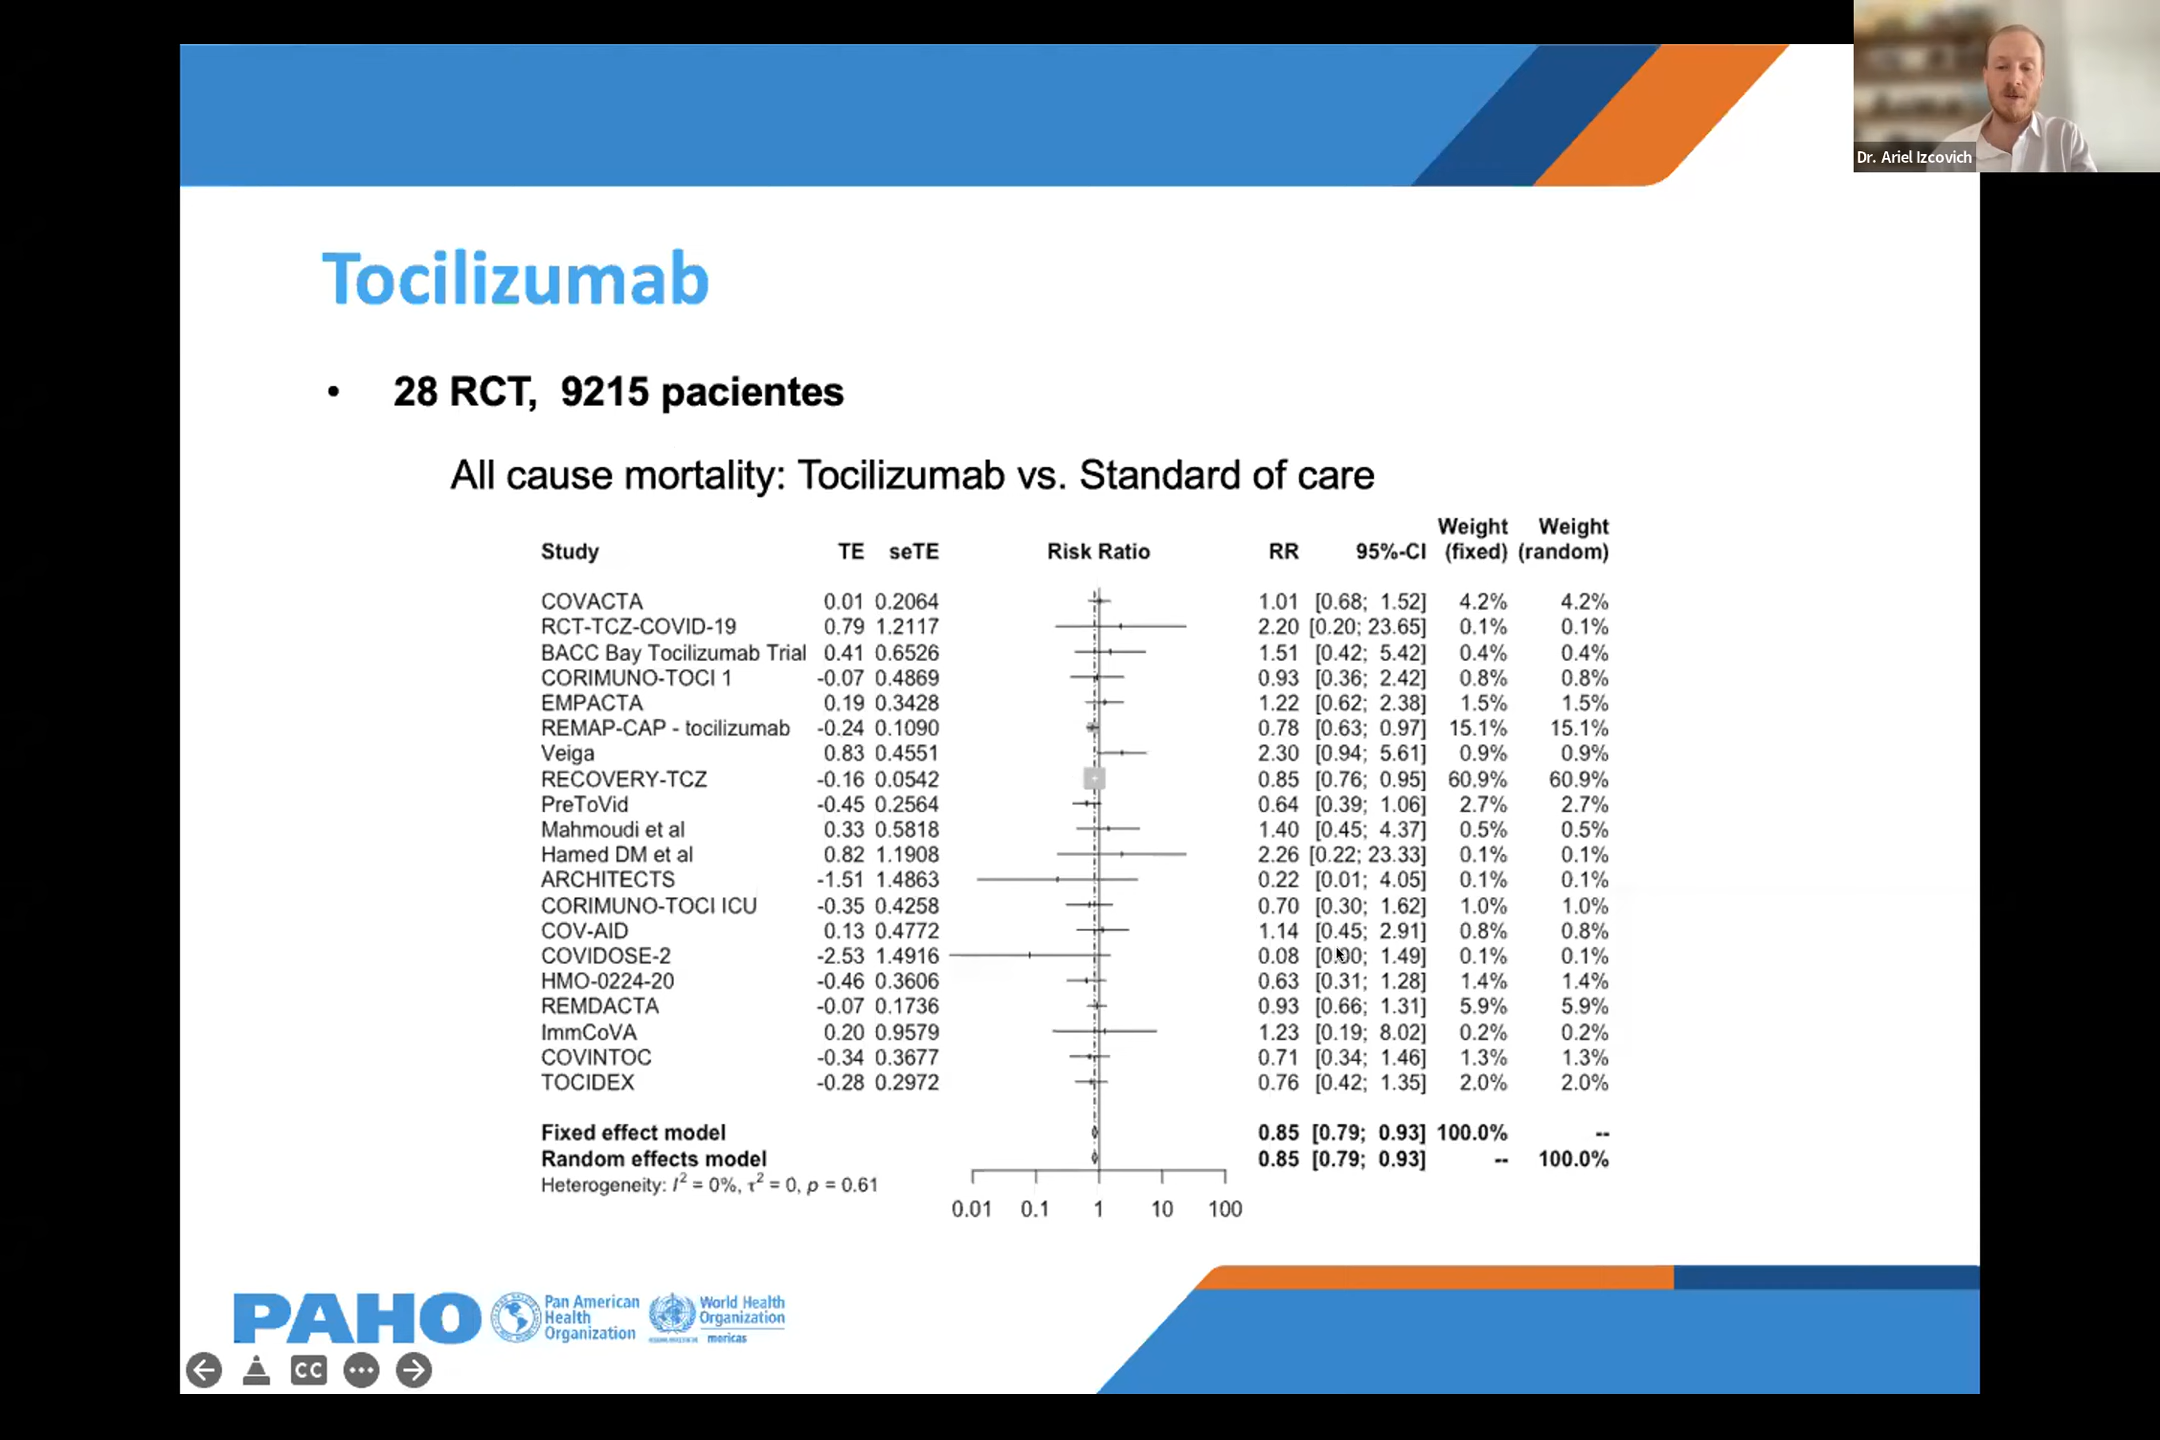 Dr. Ariel Izcovich
Tocilizumab
• 28 RCT, 9215 pacientes
All cause mortality: Tocilizumab vs. Standard of care
Weight Weight
Study TE seTE Risk Ratio RR 95%-CI (fixed) (random)
COVACTA 0.01 0.2064 1.01 [0.68; 1.52] 4.2% 4.2%
RCT-TCZ-COVID-19 0.79 1.2117 2.20 [0.20; 23.65] 0.1% 0.1%
BACC Bay Tocilizumab Trial 0.41 0.6526 1.51 [0.42; 5.42] 0.4% 0.4%
CORIMUNO-TOCI 1 -0.07 0.4869 0.93 [0.36; 2.42] 0.8% 0.8%
EMPACTA 0.19 0.3428 1.22 [0.62; 2.38] 1.5% 1.5%
REMAP-CAP - tocilizumab -0.24 0.1090 0.78 [0.63; 0.97] 15.1% 15.1%
Veiga 0.83 0.4551 2.30 [0.94; 5.61] 0.9% 0.9%
RECOVERY-TCZ -0.16 0.0542 0.85 [0.76; 0.95] 60.9% 60.9%
PreToVid -0.45 0.2564 0.64 [0.39; 1.06] 2.7% 2.7%
Mahmoudi et al 0.33 0.5818 1.40 [0.45; 4.37] 0.5% 0.5%
Hamed DM et al 0.82 1.1908 2.26 [0.22; 23.33] 0.1% 0.1%
ARCHITECTS -1.51 1.4863 0.22 [0.01; 4.05] 0.1% 0.1%
CORIMUNO-TOCI ICU -0.35 0.4258 0.70 [0.30; 1.62] 1.0% 1.0%
COV-AID 0.13 0.4772 1.14 [0.45; 2.91] 0.8% 0.8%
COVIDOSE-2 -2.53 1.4916 0.08 [0.00; 1.49] 0.1% 0.1%
HMO-0224-20 -0.46 0.3606 0.63 [0.31; 1.28] 1.4% 1.4%
REMDACTA -0.07 0.1736 0.93 [0.66; 1.31] 5.9% 5.9%
ImmCoVA 0.20 0.9579 1.23 [0.19; 8.02] 0.2% 0.2%
COVINTOC -0.34 0.3677 0.71 [0.34; 1.46] 1.3% 1.3%
TOCIDEX -0.28 0.2972 0.76 [0.42; 1.35] 2.0% 2.0%
Fixed effect model 0.85 [0.79; 0.93] 100.0% --
Random effects model 0.85 [0.79; 0.93] -- 100.0%
Heterogeneity: I² = 0%, τ² = 0, p = 0.61
0.01 0.1 1 10 100
PAHO
Pan American
Health
Organization
World Health
Organization
mericas
CC